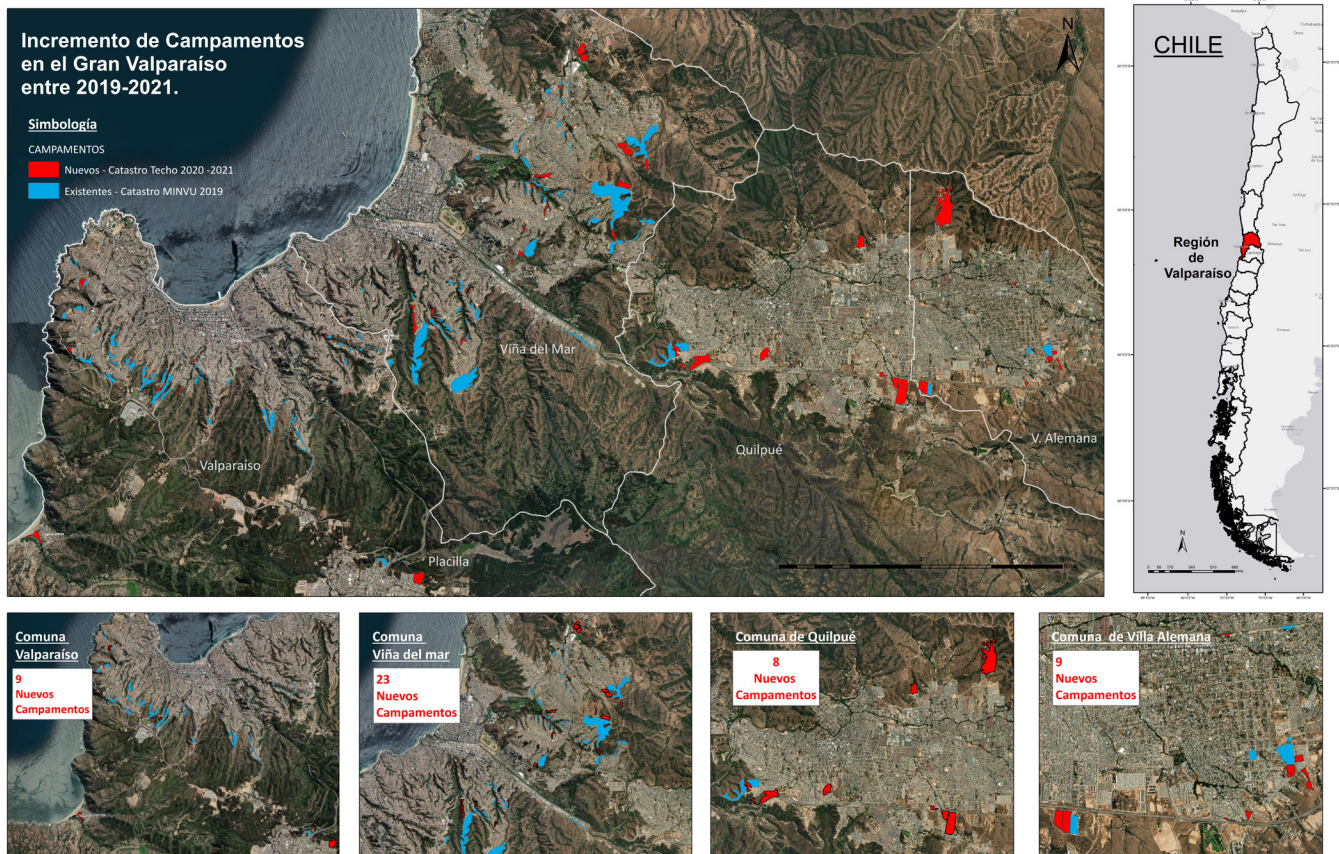 Incremento de Campamentos
en el Gran Valparaíso
entre 2019-2021.
Simbología
CAMPAMENTOS
Nuevos - Catastro Techo 2020 -2021
Existentes - Catastro MINVU 2019
N
Viña del Mar
Valparaíso
Quilpué
V. Alemana
Placilla
CHILE
Región
de
Valparaíso
N
Comuna
Valparaíso
9
Nuevos
Campamentos
Comuna
Viña del mar
23
Nuevos
Campamentos
Comuna de Quilpué
8
Nuevos
Campamentos
Comuna de Villa Alemana
9
Nuevos
Campamentos